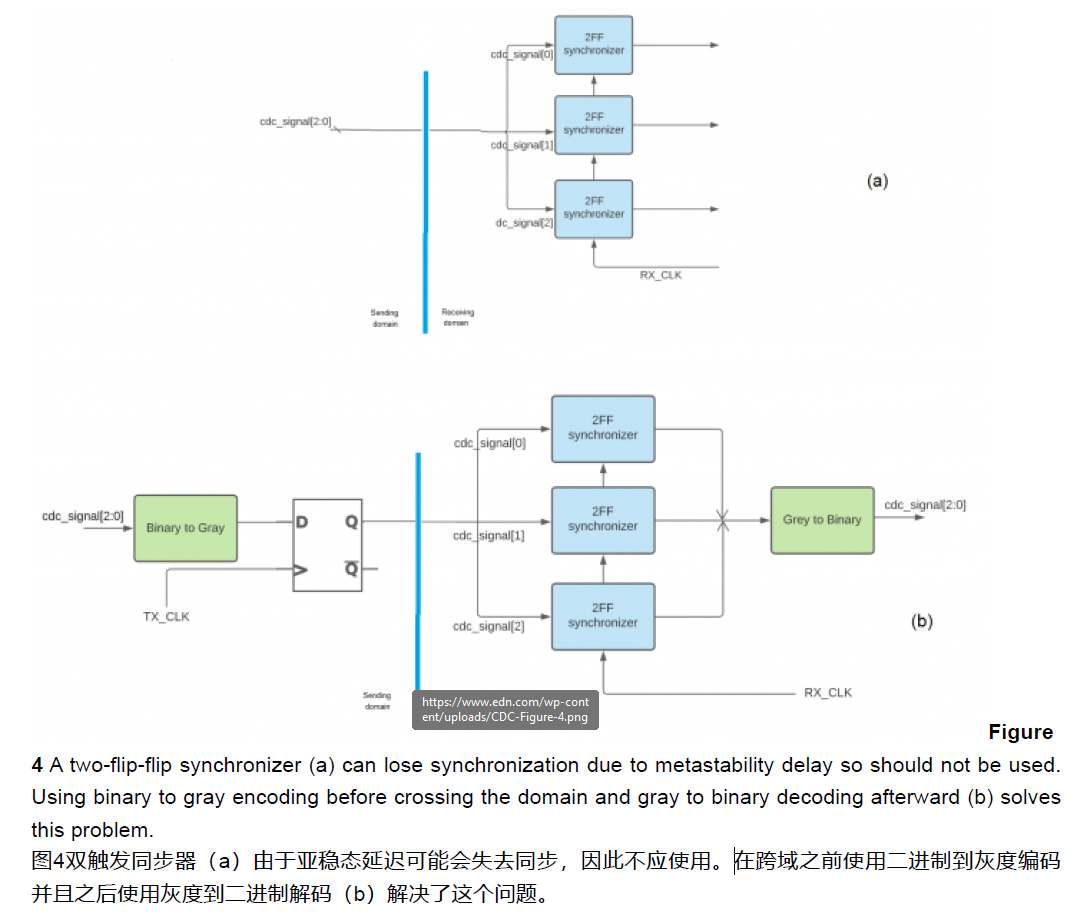 2FF
synchronizer
cdc_signal[0]
2FF
synchronizer
cdc_signal[2:0]
cdc_signal[1]
(a)
2FF
synchronizer
dc_signal[2]
RX_CLK
Sending
domain
Receiving
domain
2FF
synchronizer
cdc_signal[0]
cdc_signal[2:0]
Binary to Gray
D Q
Q
TX_CLK
2FF
synchronizer
cdc_signal[1]
Grey to Binary
cdc_signal[2:0]
2FF
synchronizer
cdc_signal[2]
(b)
RX_CLK
Sending
domain
https://www.edn.com/wp-cont
ent/uploads/CDC-Figure-4.png
Figure
4 A two-flip-flip synchronizer (a) can lose synchronization due to metastability delay so should not be used.
Using binary to gray encoding before crossing the domain and gray to binary decoding afterward (b) solves
this problem.
图4双触发同步器（a）由于亚稳态延迟可能会失去同步，因此不应使用。在跨域之前使用二进制到灰度编码
并且之后使用灰度到二进制解码（b）解决了这个问题。